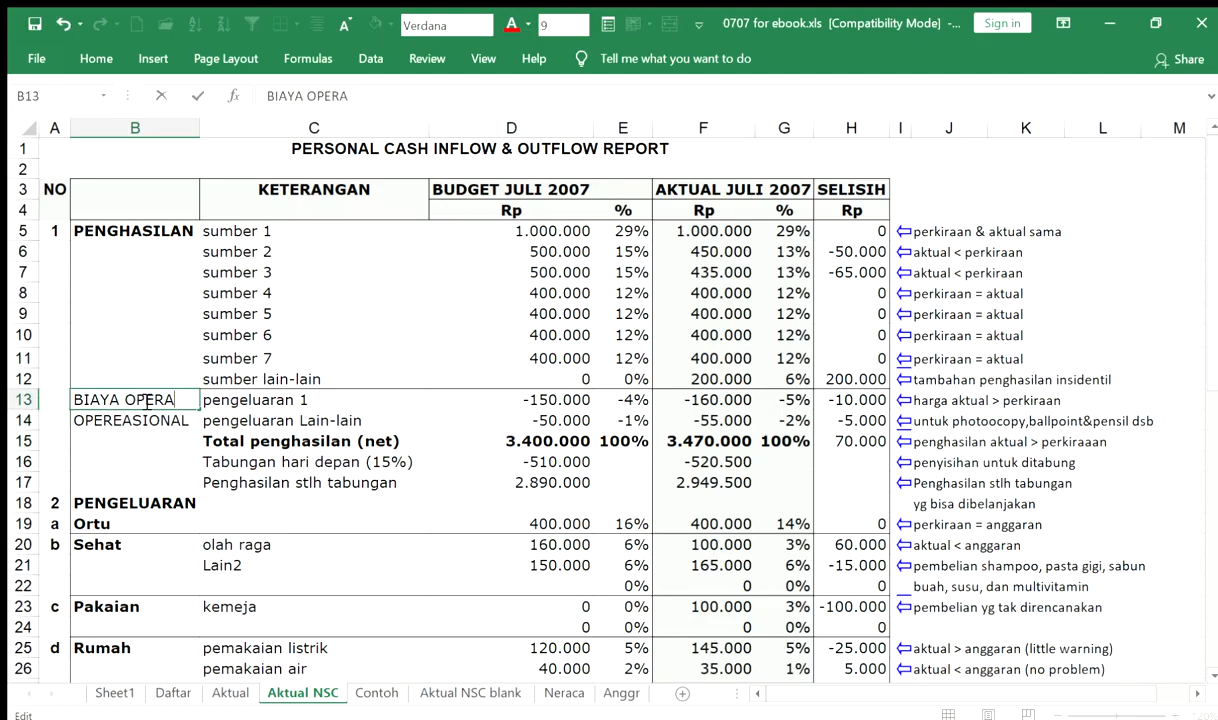 Verdana A 9 0707 for ebook.xls [Compatibility Mode] -... Sign in
File Home Insert Page Layout Formulas Data Review View Help Tell me what you want to do Share
B13 fx BIAYA OPERA
A B C D E F G H I J K L M
1 PERSONAL CASH INFLOW & OUTFLOW REPORT
2
3 NO KETERANGAN BUDGET JULI 2007 AKTUAL JULI 2007 SELISIH
4 Rp % Rp % Rp
5 1 PENGHASILAN sumber 1 1.000.000 29% 1.000.000 29% 0 perkiraan & aktual sama
6 sumber 2 500.000 15% 450.000 13% -50.000 aktual < perkiraan
7 sumber 3 500.000 15% 435.000 13% -65.000 aktual < perkiraan
8 sumber 4 400.000 12% 400.000 12% 0 perkiraan = aktual
9 sumber 5 400.000 12% 400.000 12% 0 perkiraan = aktual
10 sumber 6 400.000 12% 400.000 12% 0 perkiraan = aktual
11 sumber 7 400.000 12% 400.000 12% 0 perkiraan = aktual
12 sumber lain-lain 0 0% 200.000 6% 200.000 tambahan penghasilan insidentil
13 BIAYA OPERA pengeluaran 1 -150.000 -4% -160.000 -5% -10.000 harga aktual > perkiraan
14 OPEREASIONAL pengeluaran Lain-lain -50.000 -1% -55.000 -2% -5.000 untuk photoocopy,ballpoint&pensil dsb
15 Total penghasilan (net) 3.400.000 100% 3.470.000 100% 70.000 penghasilan aktual > perkiraaan
16 Tabungan hari depan (15%) -510.000 -520.500 penyisihan untuk ditabung
17 Penghasilan stlh tabungan 2.890.000 2.949.500 Penghasilan stlh tabungan
18 2 PENGELUARAN yg bisa dibelanjakan
19 a Ortu 400.000 16% 400.000 14% 0 perkiraan = anggaran
20 b Sehat olah raga 160.000 6% 100.000 3% 60.000 aktual < anggaran
21 Lain2 150.000 6% 165.000 6% -15.000 pembelian shampoo, pasta gigi, sabun
22 0% 0 0% 0 buah, susu, dan multivitamin
23 c Pakaian kemeja 0 0% 100.000 3% -100.000 pembelian yg tak direncanakan
24 0 0% 0 0% 0
25 d Rumah pemakaian listrik 120.000 5% 145.000 5% -25.000 aktual > anggaran (little warning)
26 pemakaian air 40.000 2% 35.000 1% 5.000 aktual < anggaran (no problem)
Sheet1 Daftar Aktual Aktual NSC Contoh Aktual NSC blank Neraca Anggr
Edit